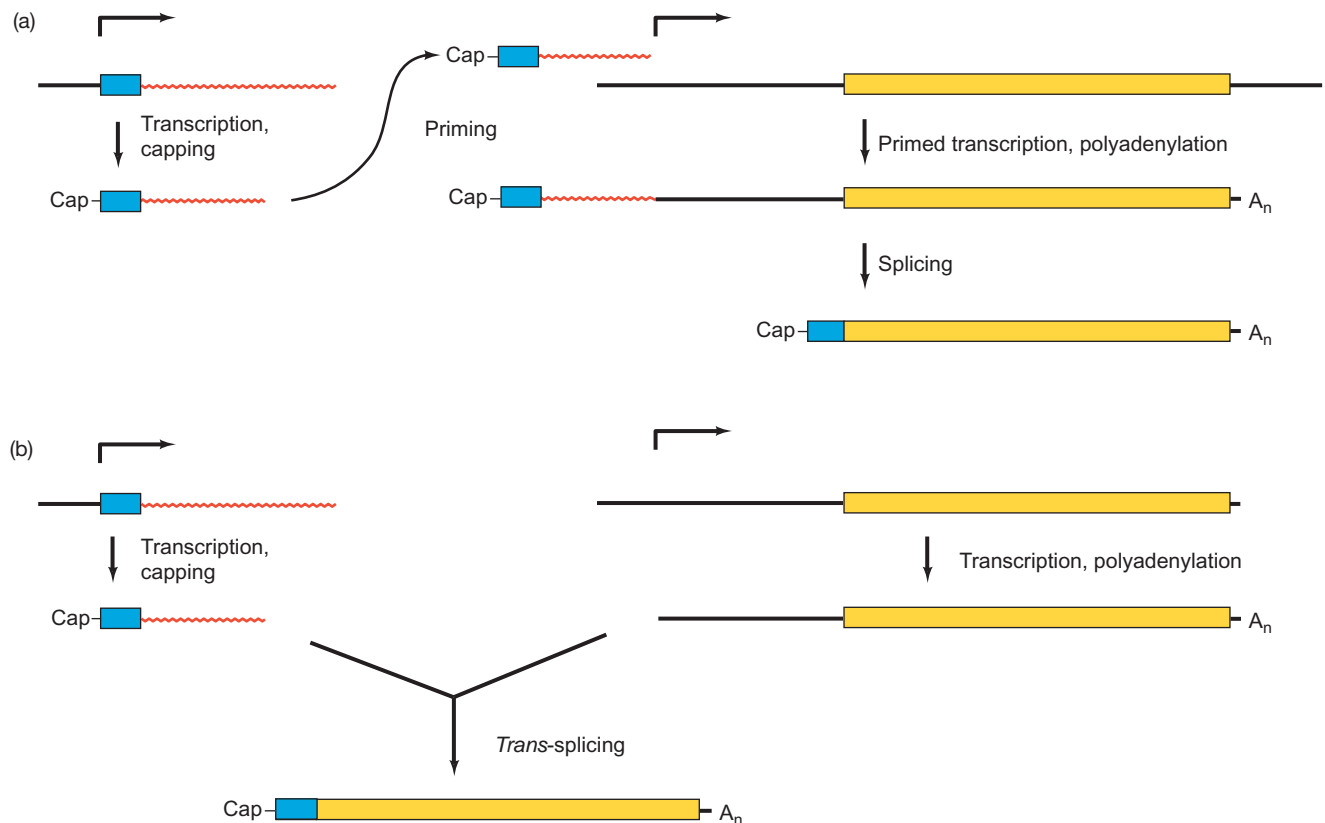 (a)
Cap
Transcription,
capping
Priming
Cap
Primed transcription, polyadenylation
Cap
An
Splicing
Cap
An
(b)
Transcription,
capping
Transcription, polyadenylation
Cap
An
Trans-splicing
Cap
An